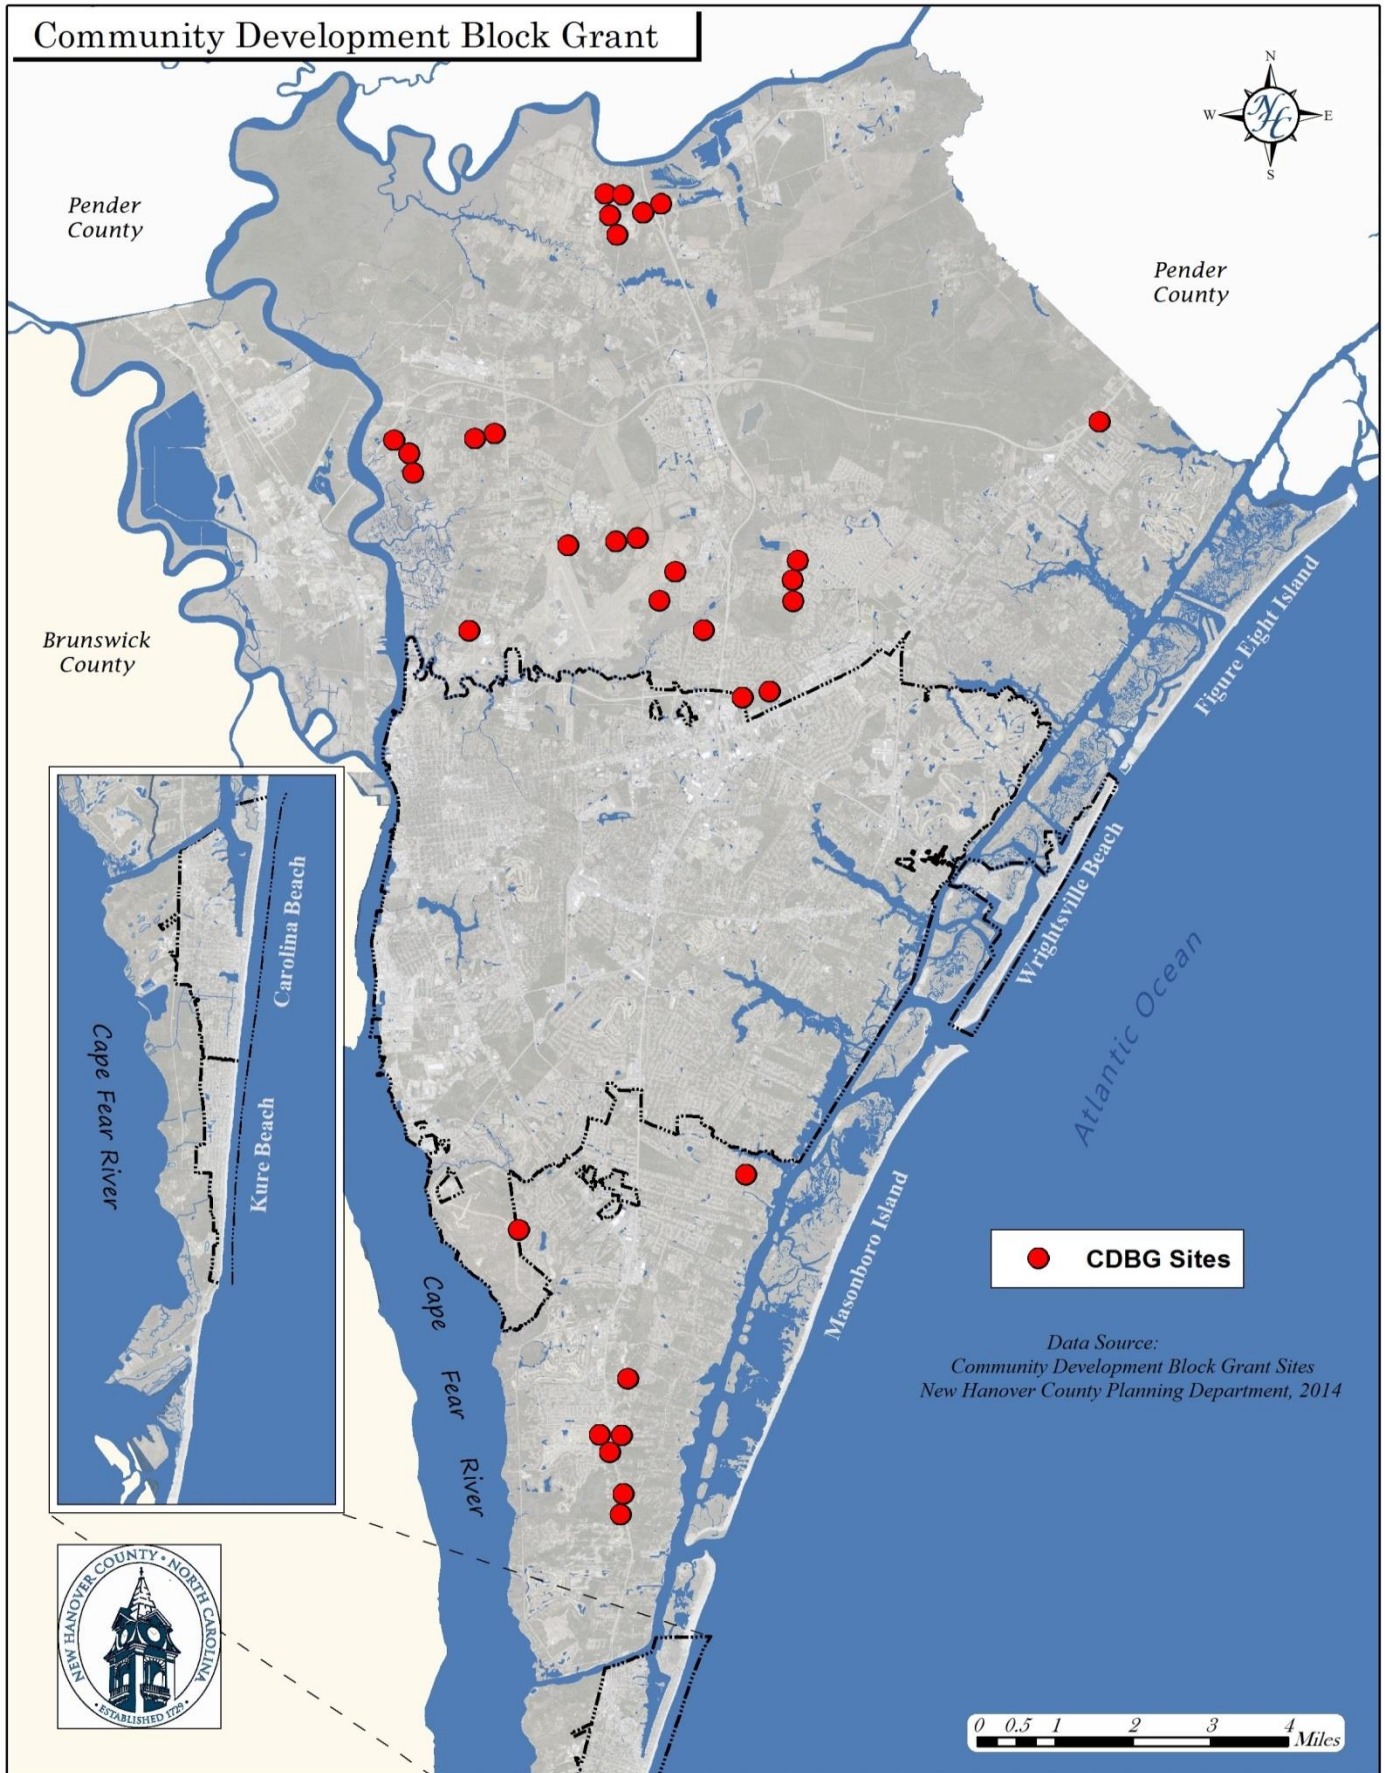 Community Development Block Grant
N
W
E
S
NHC
Pender
County
Pender
County
Brunswick
County
Figure Eight Island
Wrightsville Beach
Carolina Beach
Atlantic Ocean
Cape Fear River
Kure Beach
Masonboro Island
CDBG Sites
Cape
Fear
River
Data Source:
Community Development Block Grant Sites
New Hanover County Planning Department, 2014
NEW HANOVER COUNTY • NORTH CAROLINA
• ESTABLISHED 1729 •
0 0.5 1 2 3 4
Miles